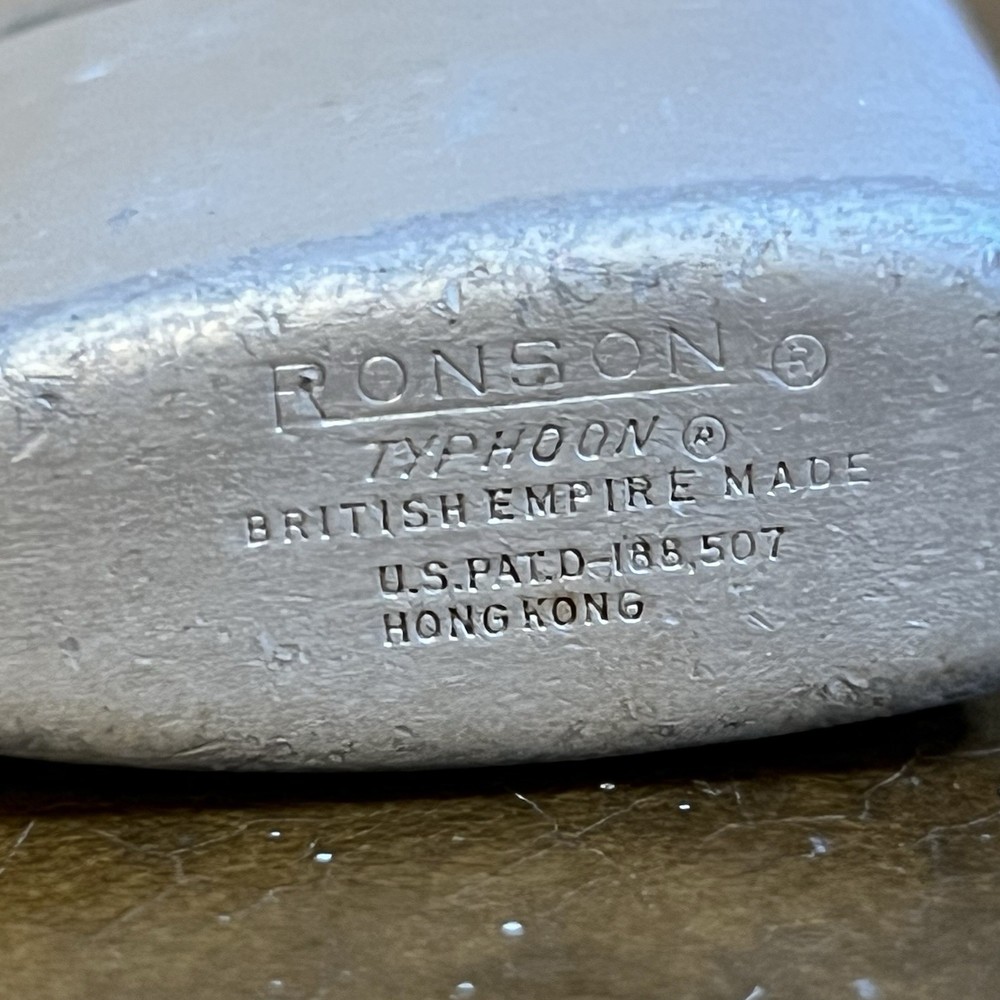 RONSON ®
TYPHOON ®
BRITISH EMPIRE MADE
U.S.PAT.D-188,507
HONG KONG